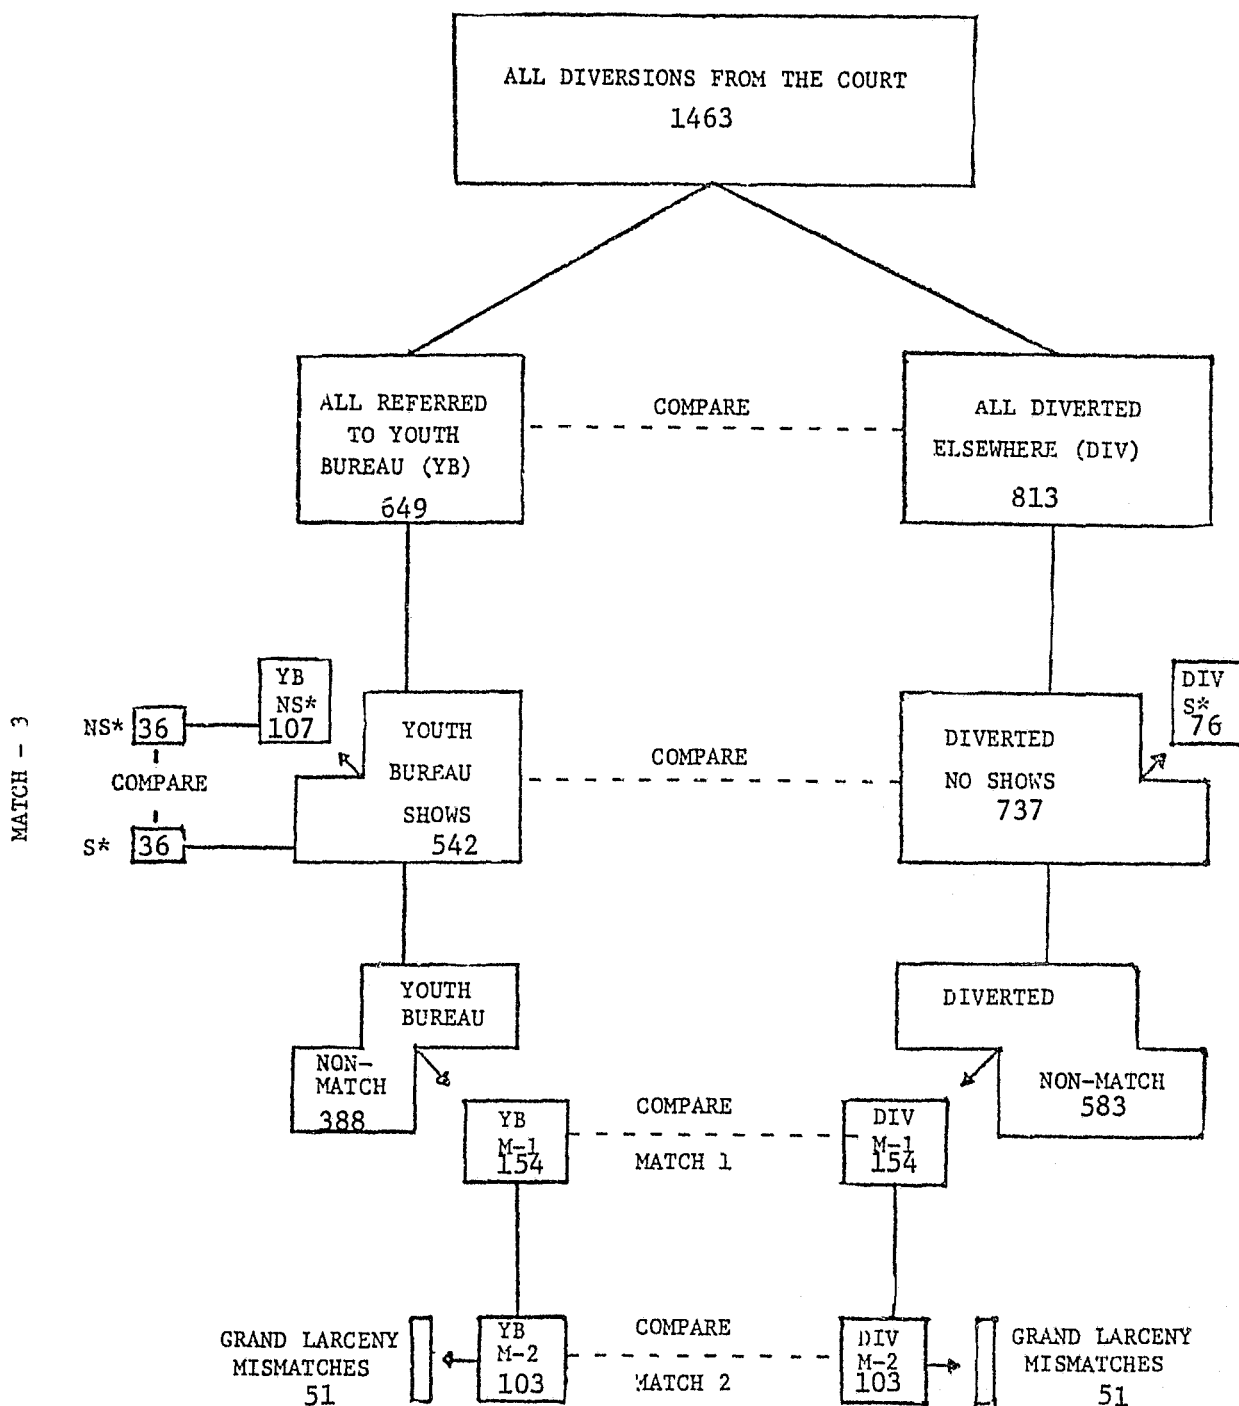 ALL DIVERSIONS FROM THE COURT
1463
ALL REFERRED
TO YOUTH
BUREAU (YB)
649
COMPARE
ALL DIVERTED
ELSEWHERE (DIV)
813
MATCH - 3
NS* 36
COMPARE
S* 36
YB
NS*
107
YOUTH
BUREAU
SHOWS
542
COMPARE
DIVERTED
NO SHOWS
737
DIV
S*
76
YOUTH
BUREAU
NON-
MATCH
388
DIVERTED
NON-MATCH
583
YB
M-1
154
COMPARE
MATCH 1
DIV
M-1
154
GRAND LARCENY
MISMATCHES
51
YB
M-2
103
COMPARE
MATCH 2
DIV
M-2
103
GRAND LARCENY
MISMATCHES
51